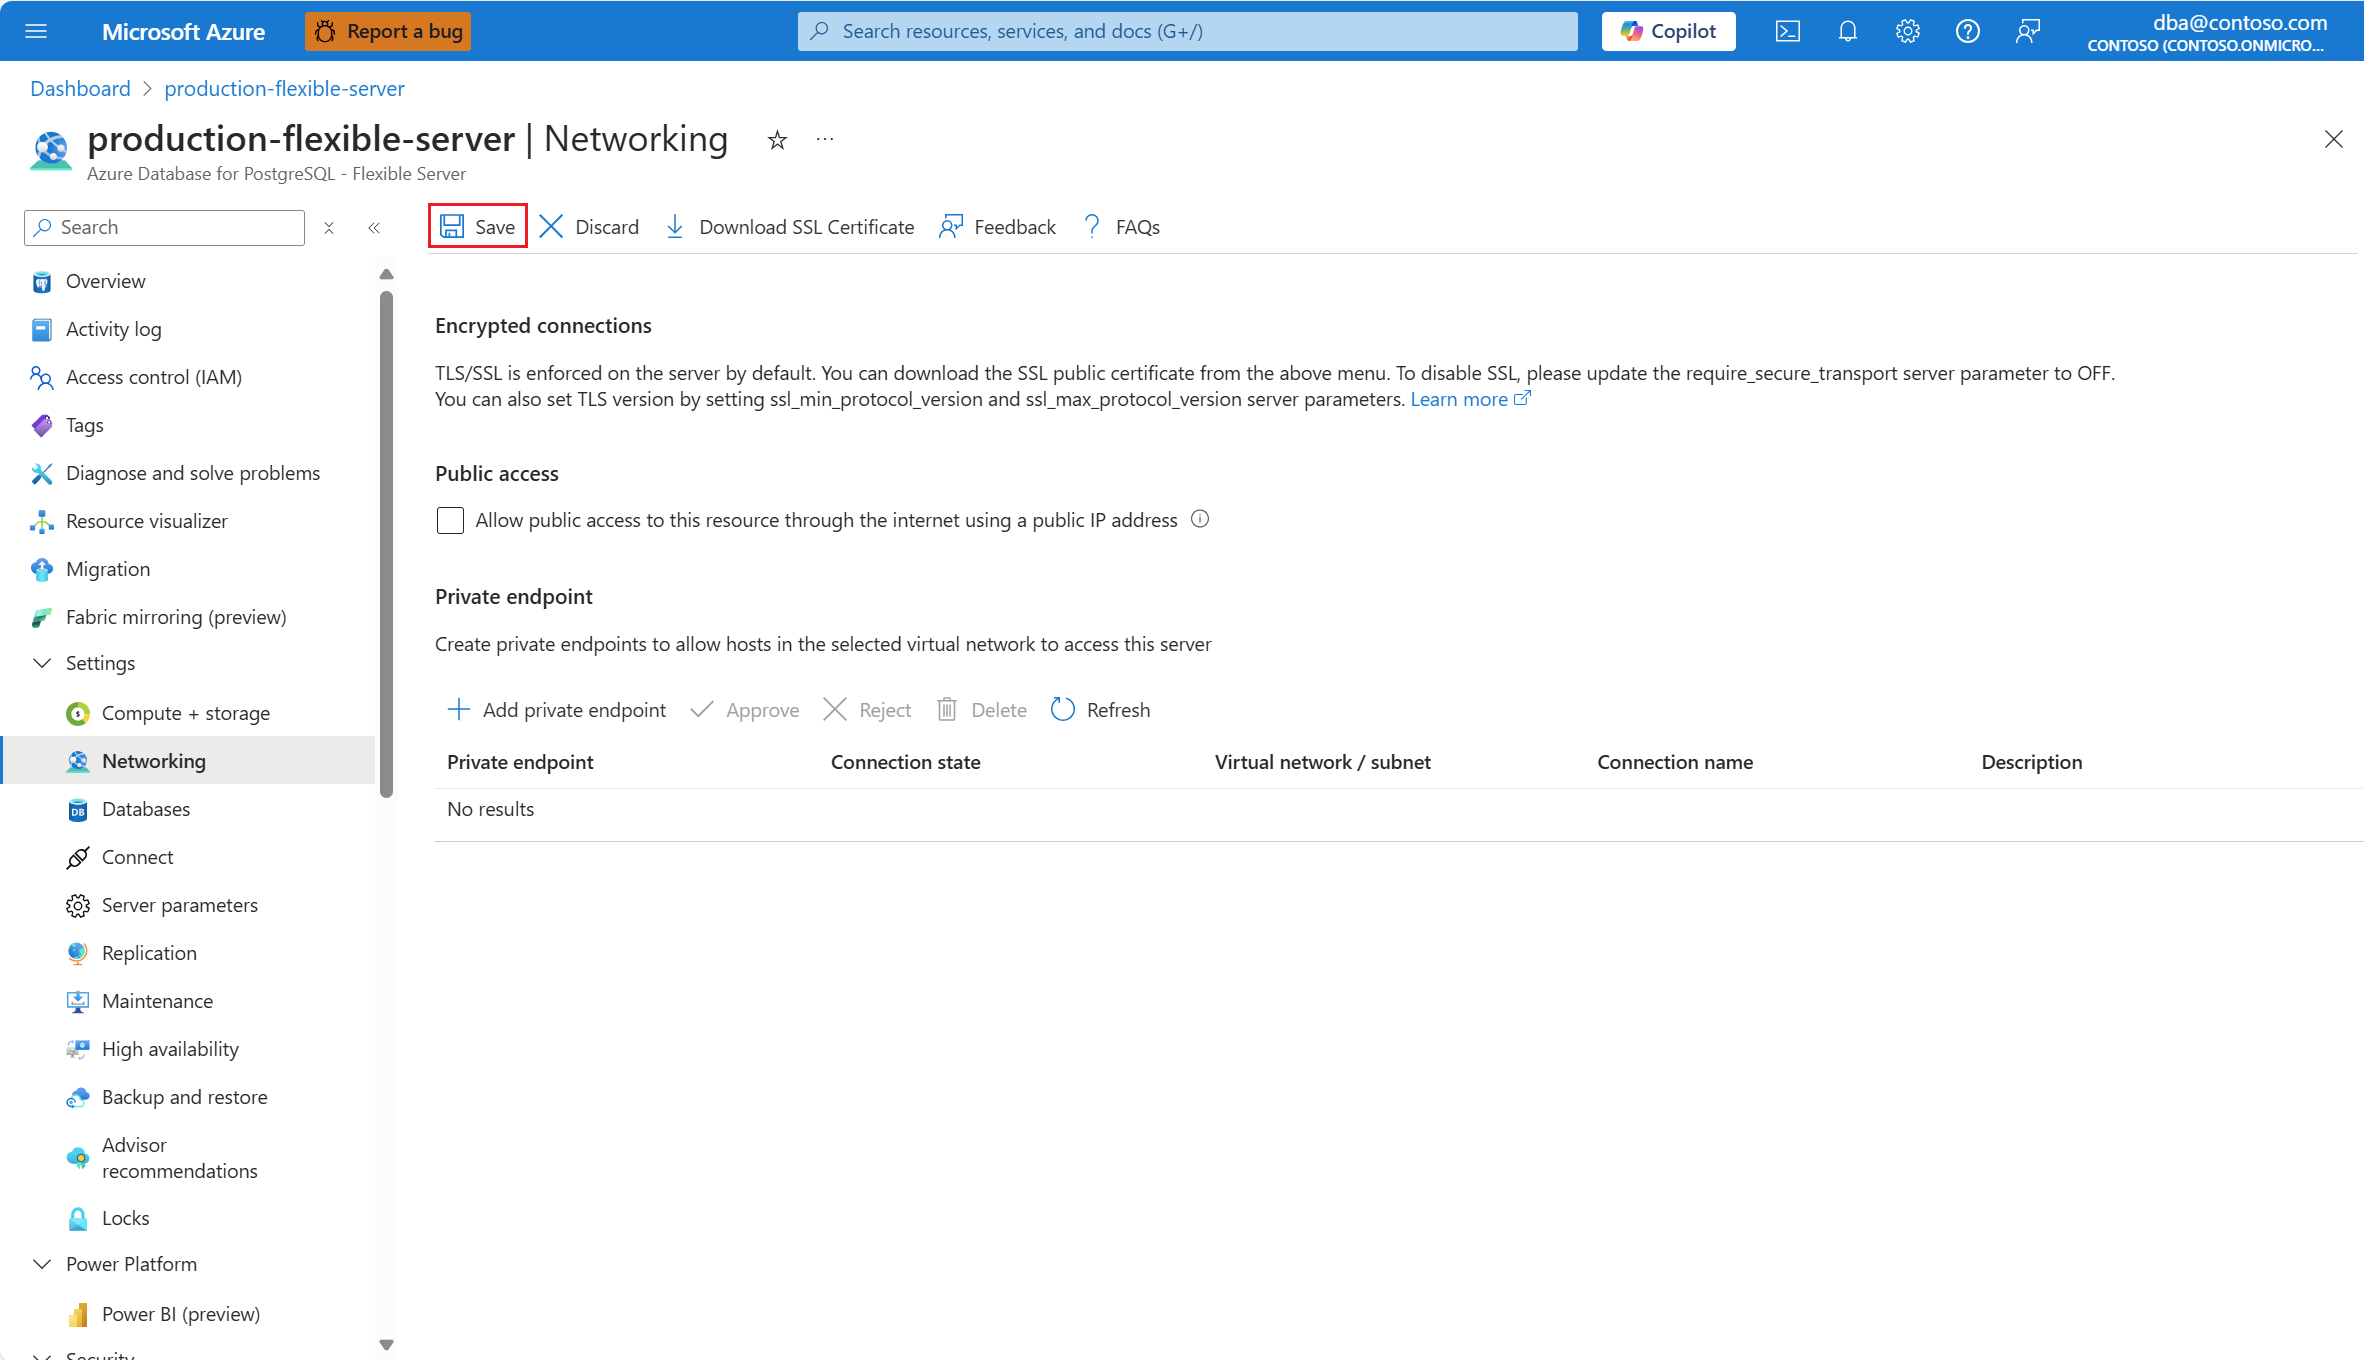 Microsoft Azure
Report a bug
Search resources, services, and docs (G+/)
Copilot
dba@contoso.com
CONTOSO (CONTOSO.ONMICRO...
Dashboard > production-flexible-server
production-flexible-server | Networking
Azure Database for PostgreSQL - Flexible Server
Search
Save
Discard
Download SSL Certificate
Feedback
FAQs
Overview
Activity log
Access control (IAM)
Tags
Diagnose and solve problems
Resource visualizer
Migration
Fabric mirroring (preview)
Settings
Compute + storage
Networking
Databases
Connect
Server parameters
Replication
Maintenance
High availability
Backup and restore
Advisor
recommendations
Locks
Power Platform
Power BI (preview)
Security
Encrypted connections
TLS/SSL is enforced on the server by default. You can download the SSL public certificate from the above menu. To disable SSL, please update the require_secure_transport server parameter to OFF.
You can also set TLS version by setting ssl_min_protocol_version and ssl_max_protocol_version server parameters. Learn more
Public access
Allow public access to this resource through the internet using a public IP address
Private endpoint
Create private endpoints to allow hosts in the selected virtual network to access this server
Add private endpoint
Approve
Reject
Delete
Refresh
Private endpoint
Connection state
Virtual network / subnet
Connection name
Description
No results